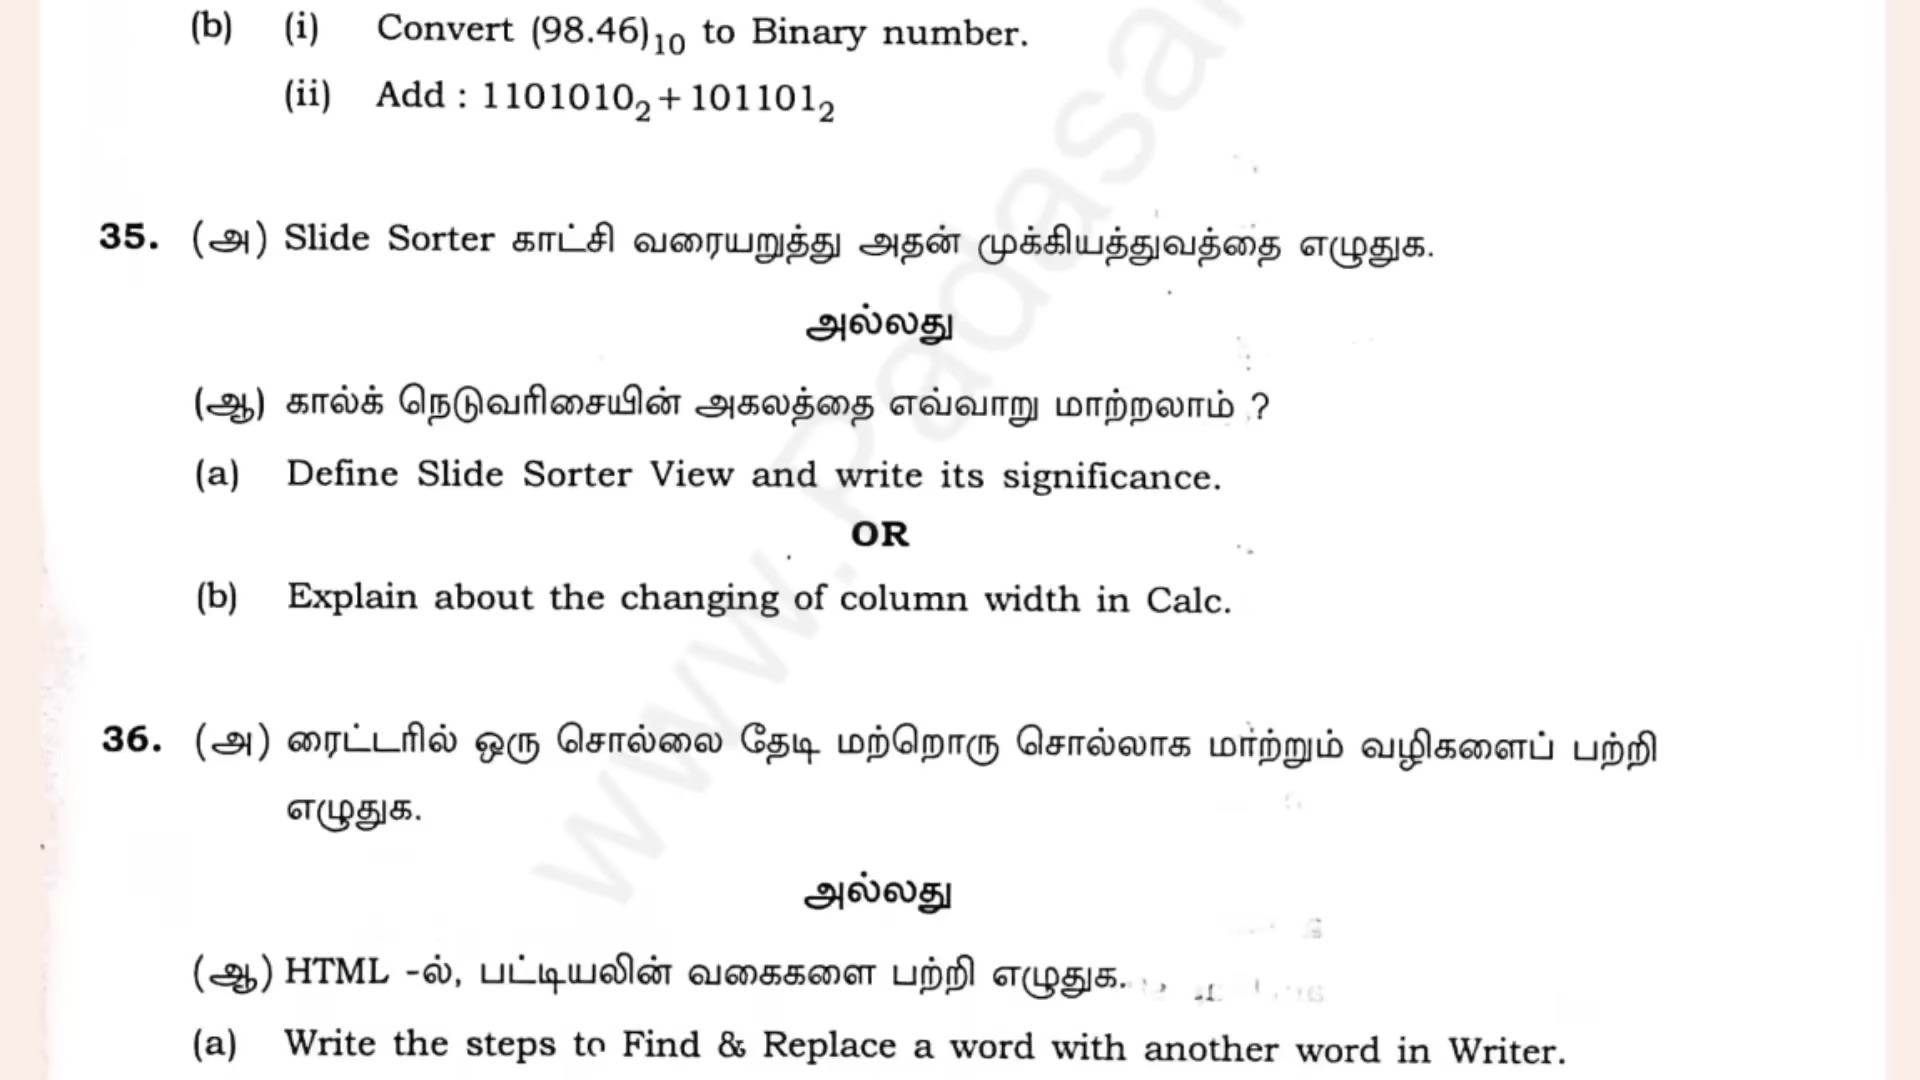 (b) (i) Convert (98.46)₁₀ to Binary number.
(ii) Add : 1101010₂ + 101101₂
35. (அ) Slide Sorter காட்சி வரையறுத்து அதன் முக்கியத்துவத்தை எழுதுக.
அல்லது
(ஆ) கால்க் நெடுவரிசையின் அகலத்தை எவ்வாறு மாற்றலாம் ?
(a) Define Slide Sorter View and write its significance.
OR
(b) Explain about the changing of column width in Calc.
36. (அ) ரைட்டரில் ஒரு சொல்லை தேடி மற்றொரு சொல்லாக மாற்றும் வழிகளைப் பற்றி
எழுதுக.
அல்லது
(ஆ) HTML -ல், பட்டியலின் வகைகளை பற்றி எழுதுக.
(a) Write the steps to Find & Replace a word with another word in Writer.
www.Padasa